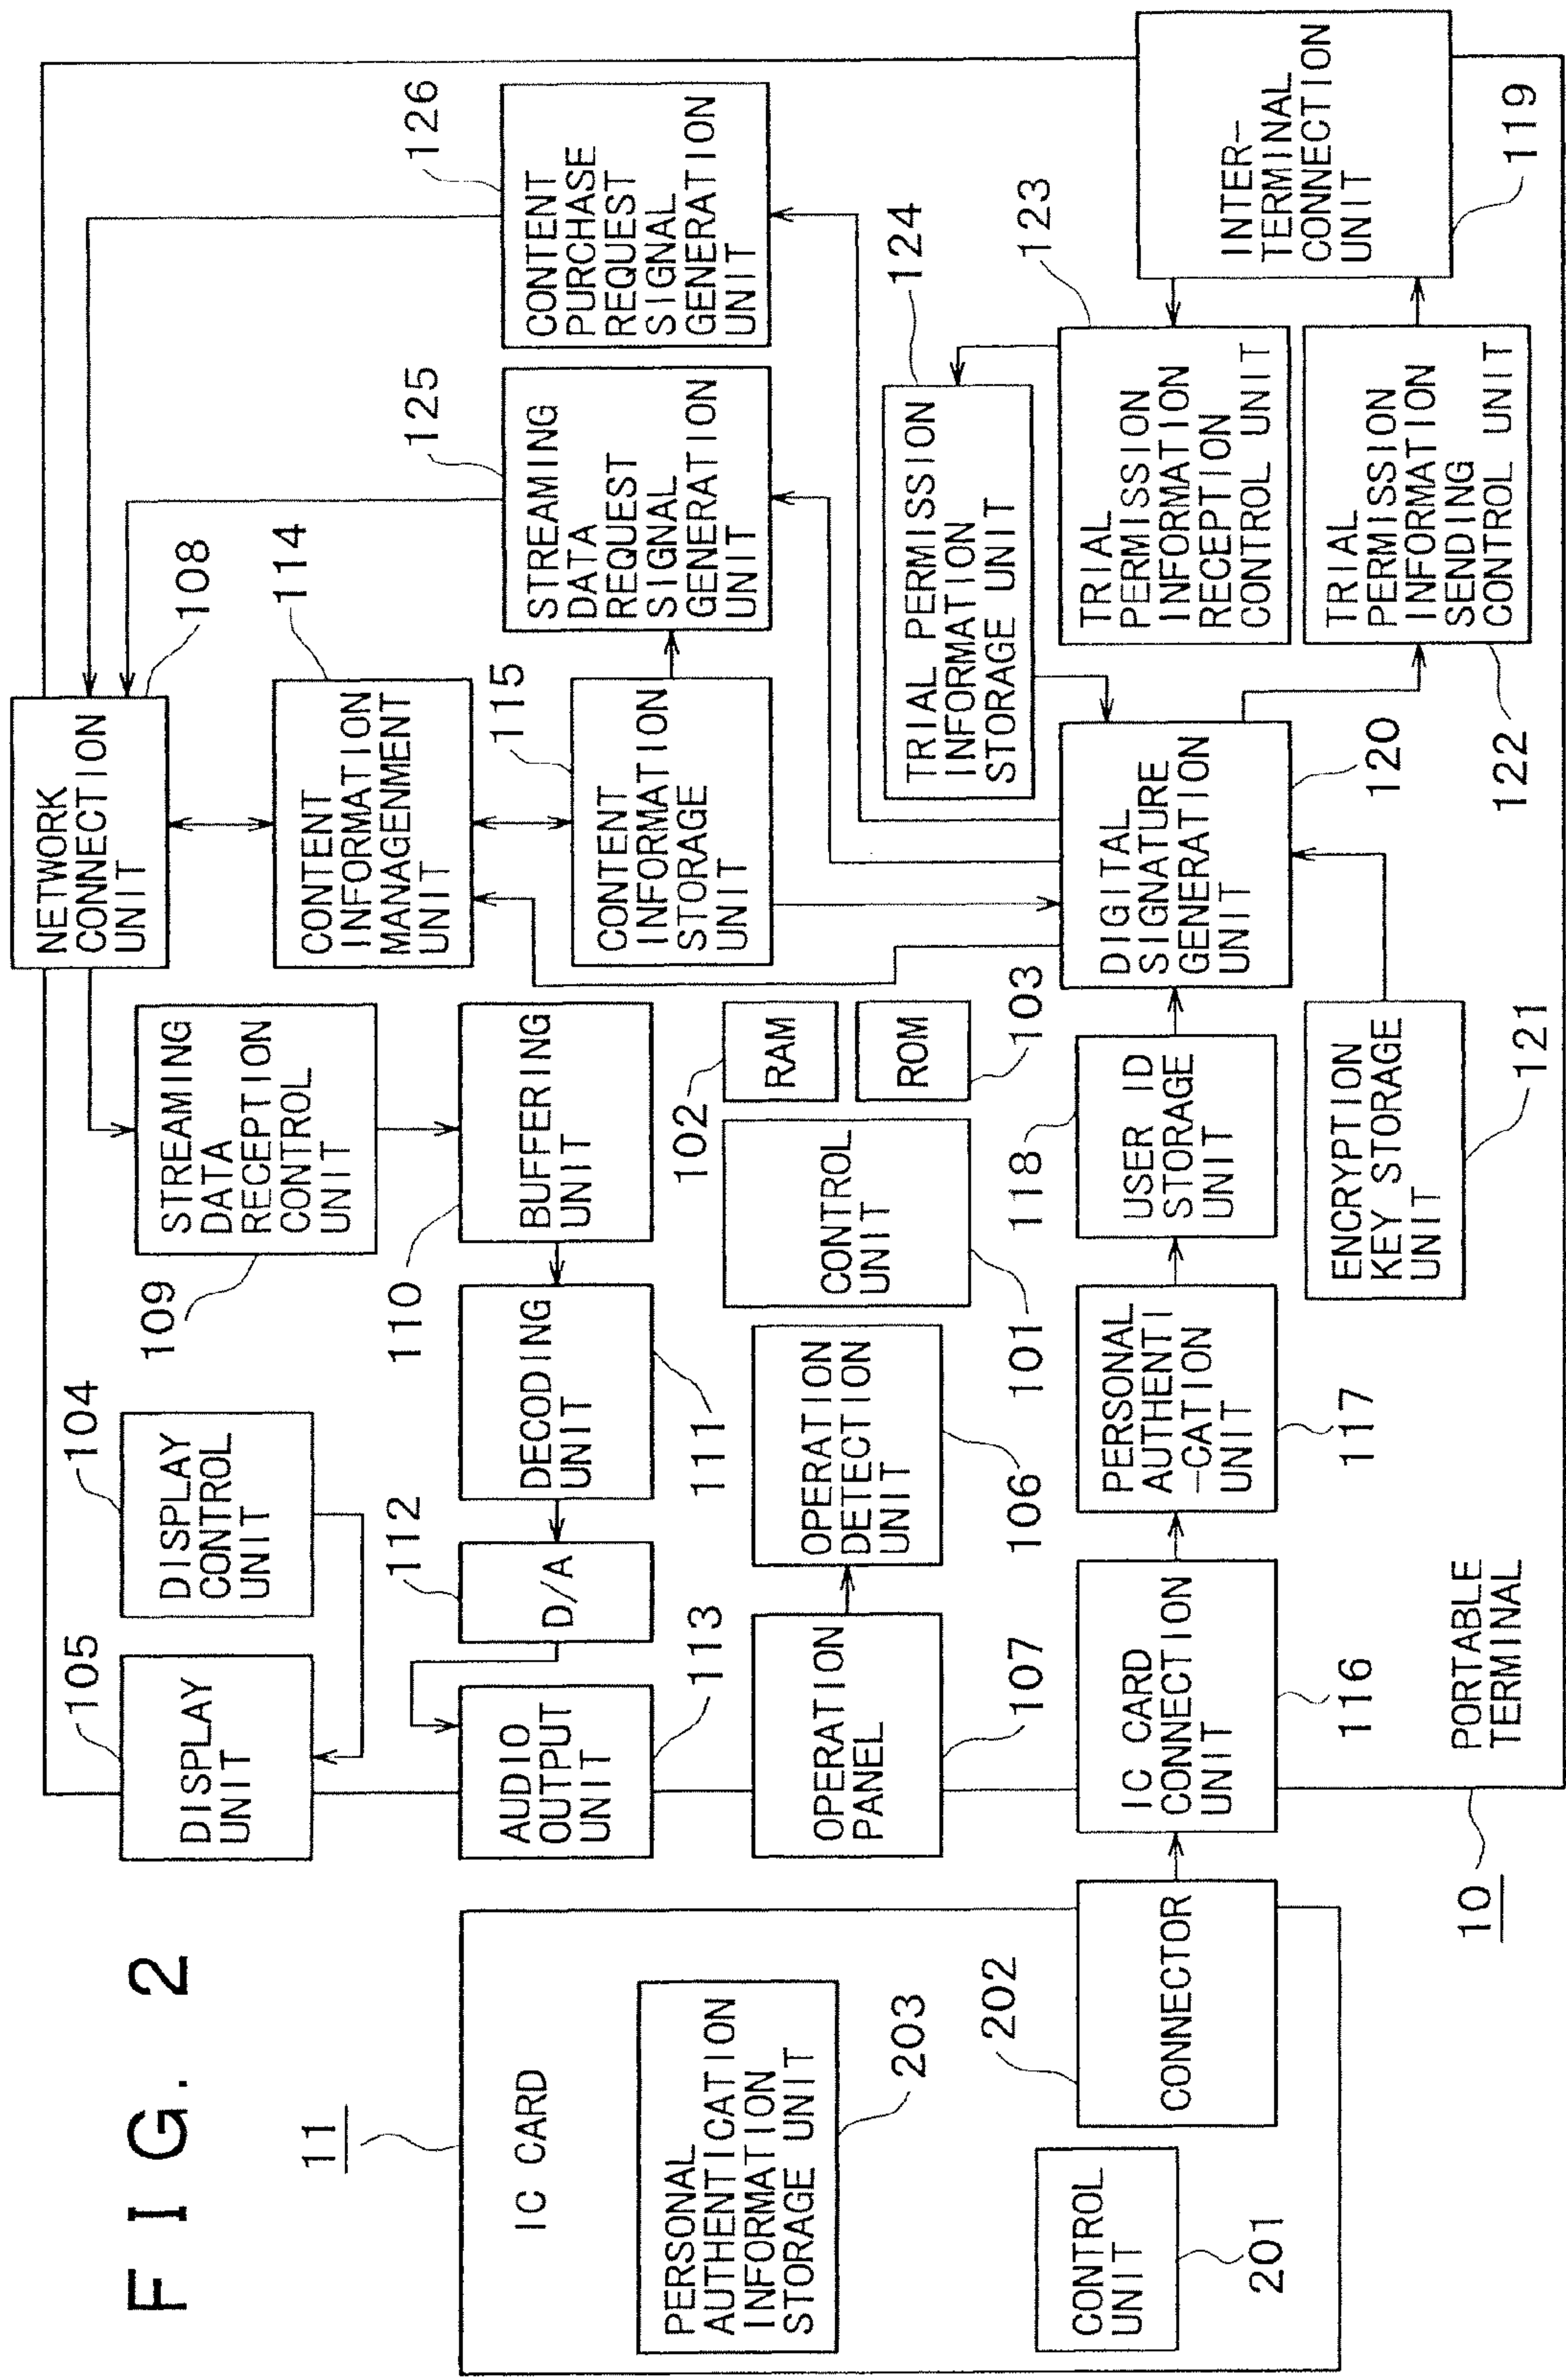 FIG. 2
11
IC CARD
PERSONAL
AUTHENTICATION
INFORMATION
STORAGE UNIT
203
CONTROL
UNIT
201
202
CONNECTOR
105
DISPLAY
UNIT
104
DISPLAY
CONTROL
UNIT
109
STREAMING
DATA
RECEPTION
CONTROL
UNIT
NETWORK
CONNECTION
UNIT
108
114
CONTENT
INFORMATION
MANAGENMENT
UNIT
115
CONTENT
INFORMATION
STORAGE
UNIT
125
STREAMING
DATA
REQUEST
SIGNAL
GENERATION
UNIT
126
CONTENT
PURCHASE
REQUEST
SIGNAL
GENERATION
UNIT
AUDIO
OUTPUT
UNIT
113
112
D/A
DECODING
UNIT
111
110
BUFFERING
UNIT
OPERATION
PANEL
107
OPERATION
DETECTION
UNIT
106
CONTROL
UNIT
101
102
RAM
ROM
103
124
TRIAL PERMISSION
INFORMATION
STORAGE UNIT
123
TRIAL
PERMISSION
INFORMATION
RECEPTION
CONTROL UNIT
TRIAL
PERMISSION
INFORMATION
SENDING
CONTROL UNIT
122
INTER-
TERMINAL
CONNECTION
UNIT
119
IC CARD
CONNECTION
UNIT
116
PERSONAL
AUTHENTI
-CATION
UNIT
117
118
USER ID
STORAGE
UNIT
DIGITAL
SIGNATURE
GENERATION
UNIT
120
ENCRYPTION
KEY STORAGE
UNIT
121
PORTABLE
TERMINAL
10